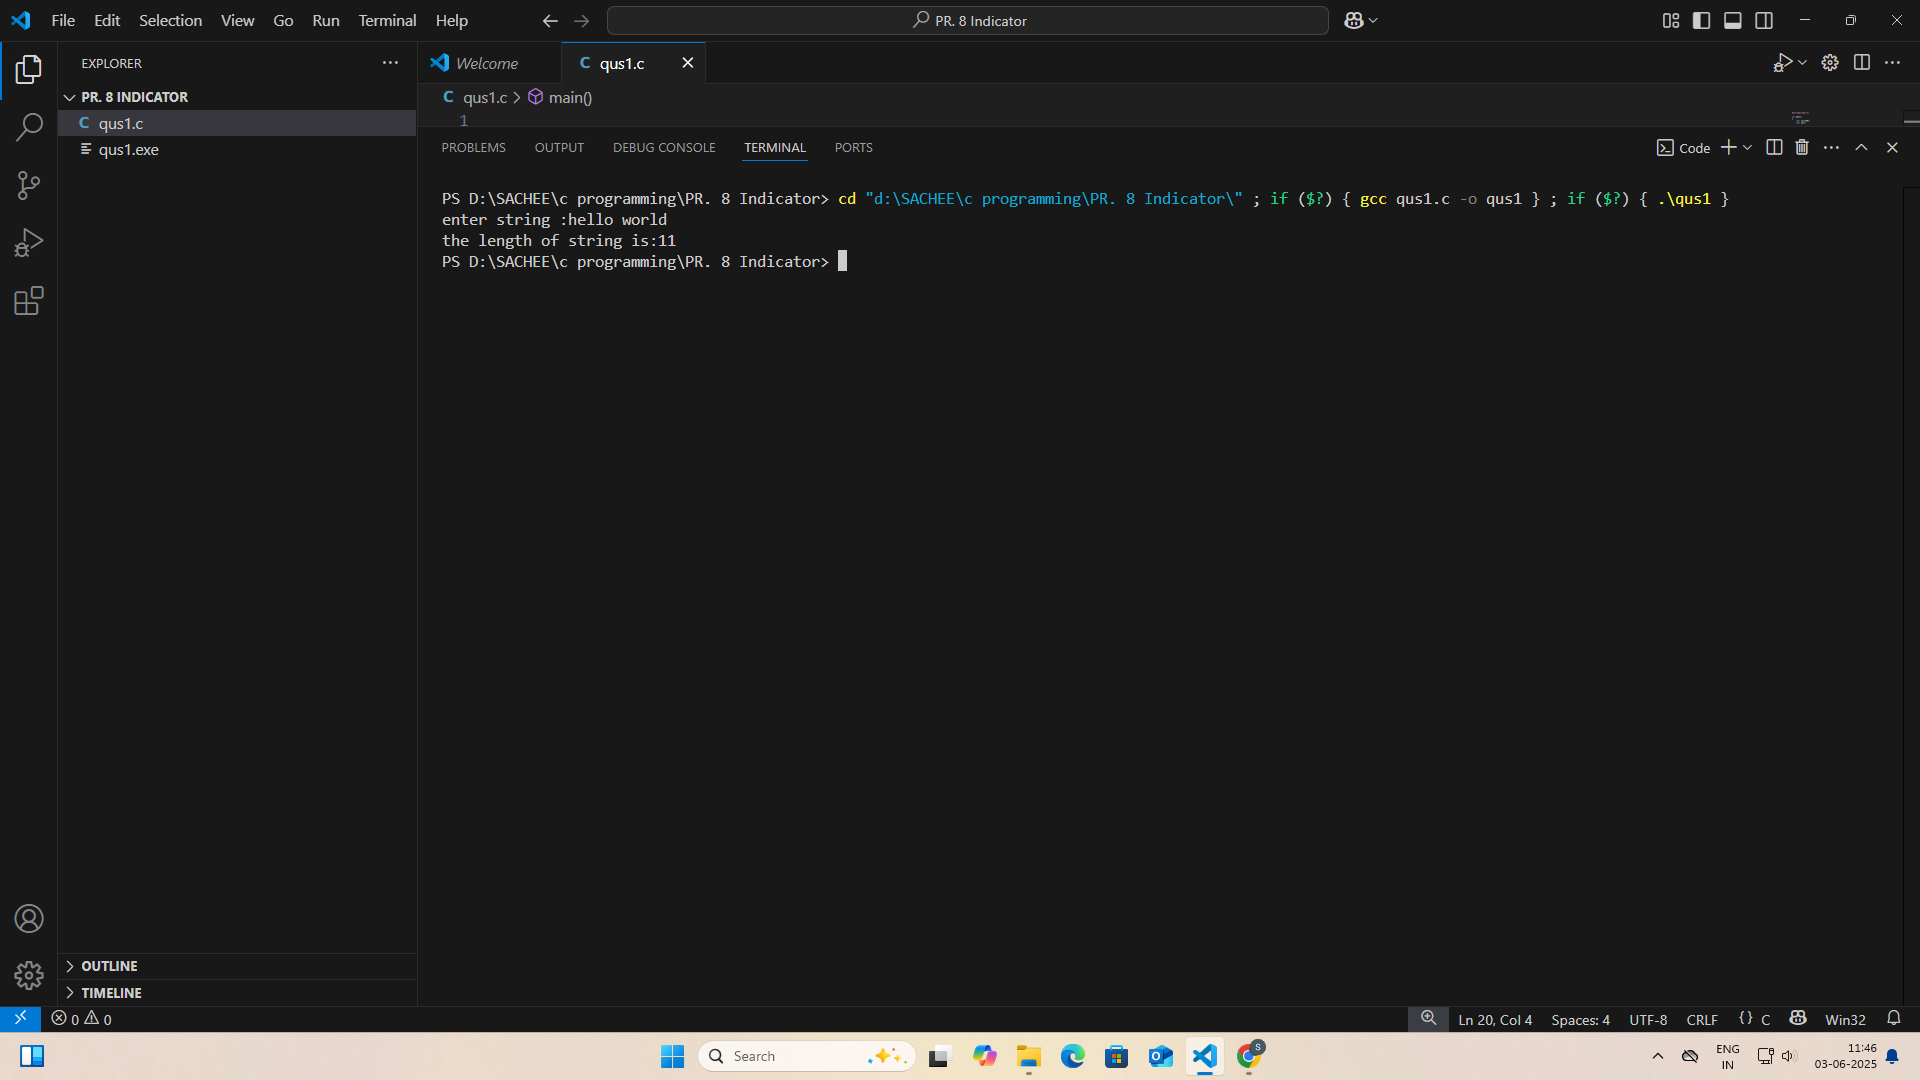 File Edit Selection View Go Run Terminal Help
PR. 8 Indicator
EXPLORER
Welcome
C qus1.c
PR. 8 INDICATOR
C qus1.c > main()
C qus1.c
1
qus1.exe
PROBLEMS OUTPUT DEBUG CONSOLE TERMINAL PORTS
Code
PS D:\SACHEE\c programming\PR. 8 Indicator> cd "d:\SACHEE\c programming\PR. 8 Indicator\" ; if ($?) { gcc qus1.c -o qus1 } ; if ($?) { .\qus1 }
enter string :hello world
the length of string is:11
PS D:\SACHEE\c programming\PR. 8 Indicator>
OUTLINE
TIMELINE
0 0
Ln 20, Col 4 Spaces: 4 UTF-8 CRLF {} C Win32
Search
S
ENG
IN
11:46
03-06-2025